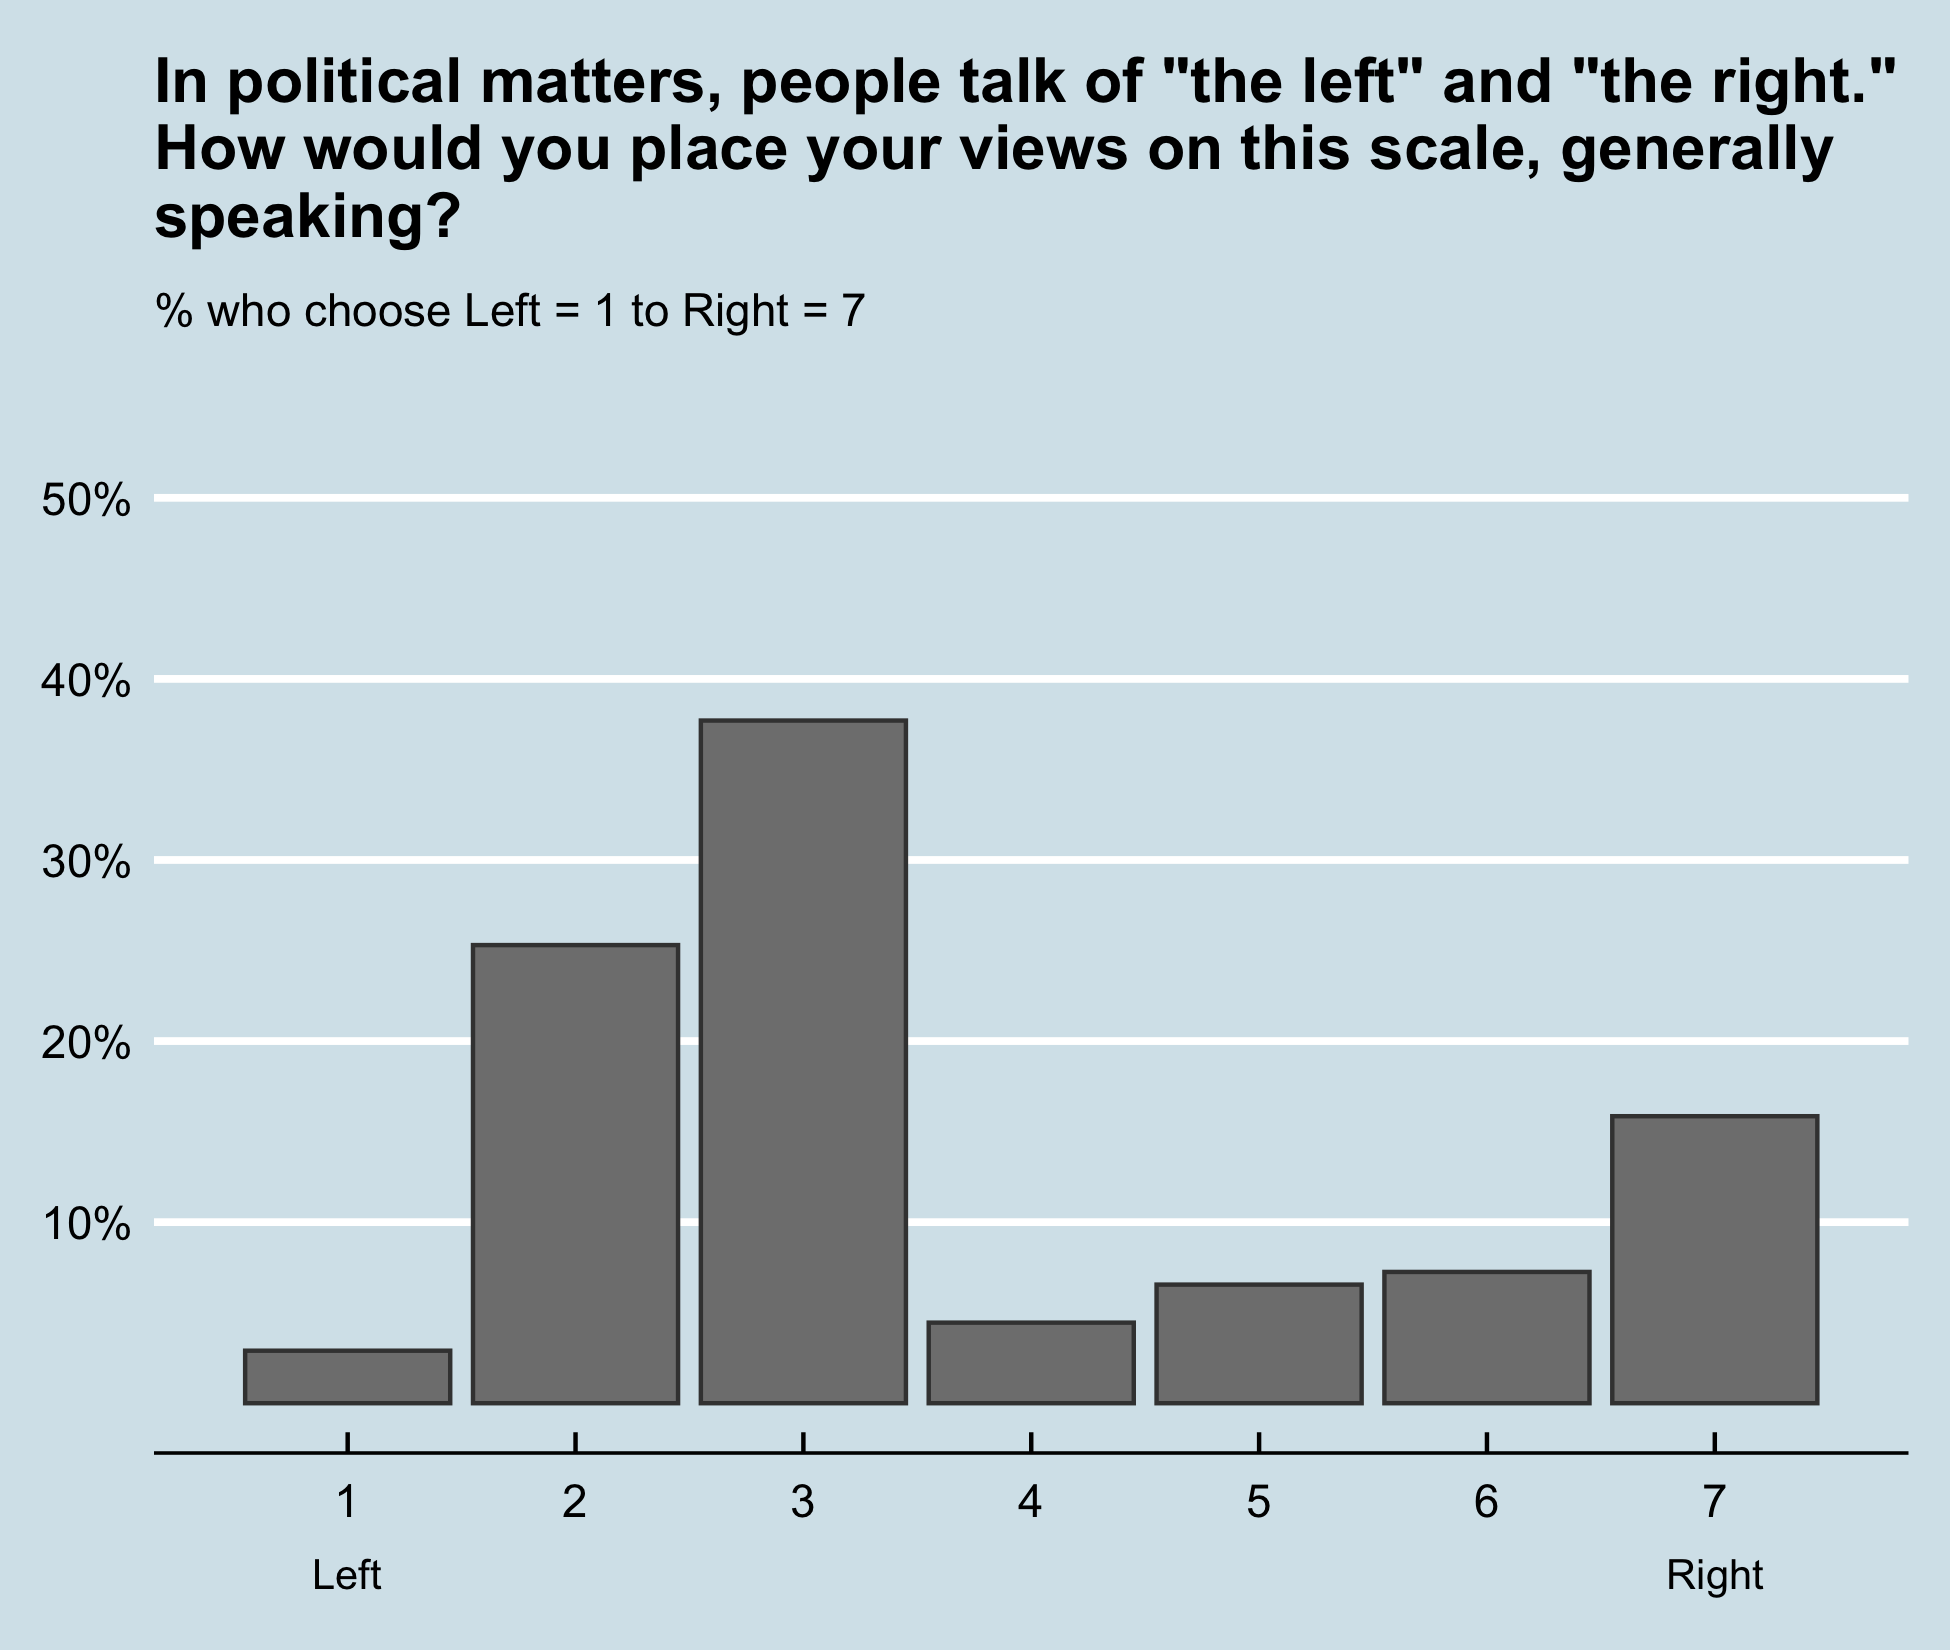 In political matters, people talk of "the left" and "the right."
How would you place your views on this scale, generally
speaking?
% who choose Left = 1 to Right = 7
50%
40%
30%
20%
10%
1 2 3 4 5 6 7
Left Right